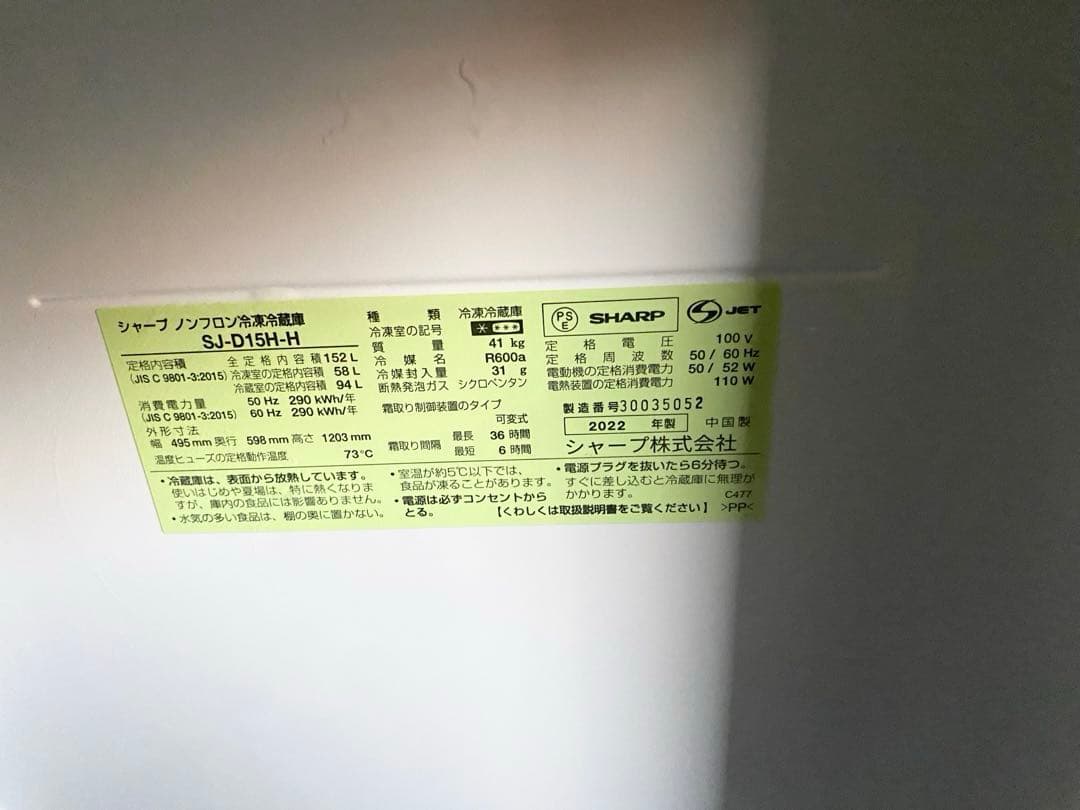 シャープ ノンフロン冷凍冷蔵庫
SJ-D15H-H
定格内容積 全定格内容積 152 L
(JIS C 9801-3:2015) 冷凍室の定格内容積 58 L
冷蔵室の定格内容積 94 L
消費電力量 50 Hz 290 kWh/年
(JIS C 9801-3:2015) 60 Hz 290 kWh/年
外形寸法
幅 495 mm 奥行 598 mm 高さ 1203 mm
温度ヒューズの定格動作温度 73℃
種類 冷凍冷蔵庫
冷凍室の記号
質量 41 kg
冷媒名 R600a
冷媒封入量 31 g
断熱発泡ガス シクロペンタン
霜取り制御装置のタイプ
可変式
霜取り間隔 最長 36 時間
最短 6 時間
PS
E
SHARP
JET
定格電圧 100 V
定格周波数 50 / 60 Hz
電動機の定格消費電力 50 / 52 W
電熱装置の定格消費電力 110 W
製造番号 30035052
2022 年製 中国製
シャープ株式会社
・冷蔵庫は、表面から放熱しています。
使いはじめや夏場は、特に熱くなりま
すが、庫内の食品には影響ありません。
・水気の多い食品は、棚の奥に置かない。
・室温が約5℃以下では、
食品が凍ることがあります。
・電源は必ずコンセントから
とる。
・電源プラグを抜いたら6分待つ。
すぐに差し込むと冷蔵庫に無理が
かかります。 C477
【くわしくは取扱説明書をご覧ください】 >PP<